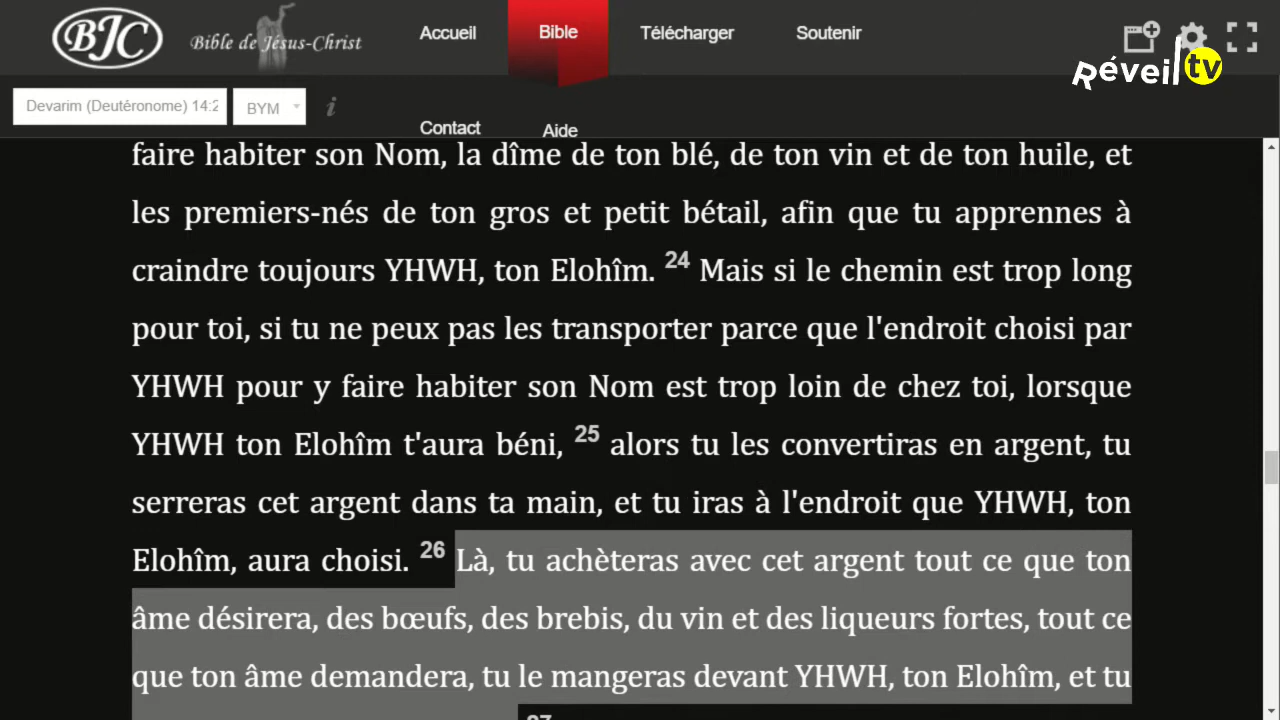 BJC Bible de Jésus-Christ Accueil Bible Télécharger Soutenir
Réveil tv
Devarim (Deutéronome) 14:2 BYM i Contact Aide
faire habiter son Nom, la dîme de ton blé, de ton vin et de ton huile, et
les premiers-nés de ton gros et petit bétail, afin que tu apprennes à
craindre toujours YHWH, ton Elohîm. 24 Mais si le chemin est trop long
pour toi, si tu ne peux pas les transporter parce que l'endroit choisi par
YHWH pour y faire habiter son Nom est trop loin de chez toi, lorsque
YHWH ton Elohîm t'aura béni, 25 alors tu les convertiras en argent, tu
serreras cet argent dans ta main, et tu iras à l'endroit que YHWH, ton
Elohîm, aura choisi. 26 Là, tu achèteras avec cet argent tout ce que ton
âme désirera, des bœufs, des brebis, du vin et des liqueurs fortes, tout ce
que ton âme demandera, tu le mangeras devant YHWH, ton Elohîm, et tu
27